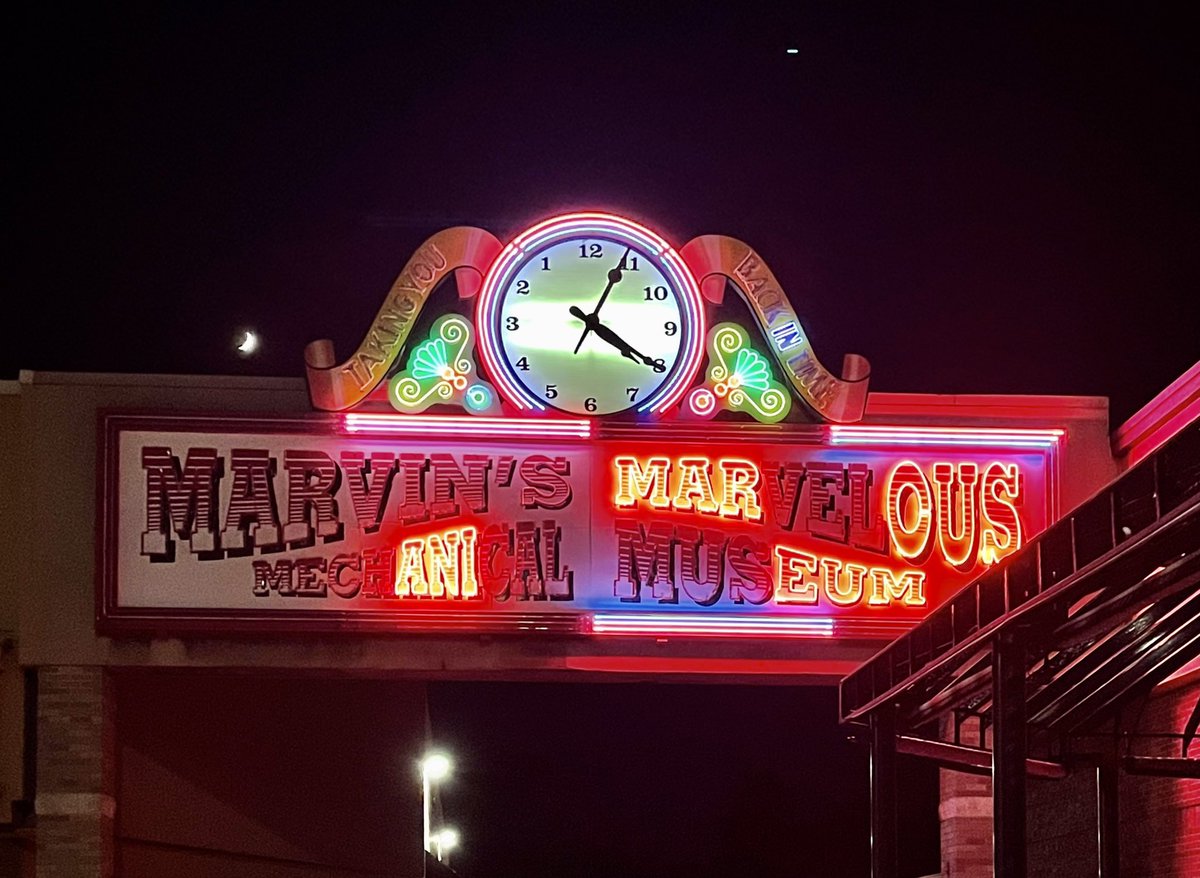 TAKING YOU
BACK IN TIME
12
11
10
9
8
7
6
5
4
3
2
1
MARVIN'S
MECHANICAL
MARVELOUS
MUSEUM